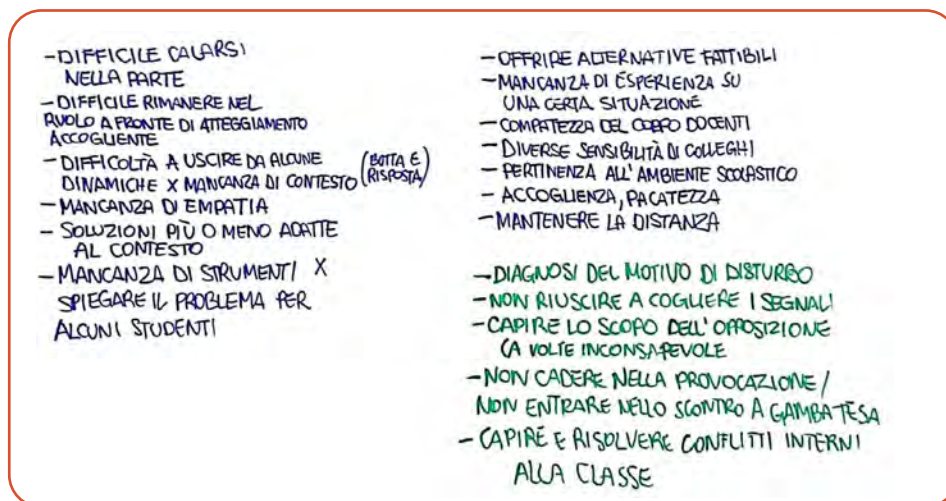 -DIFFICILE CALARSI
NELLA PARTE
-DIFFICILE RIMANERE NEL
RUOLO A FRONTE DI ATTEGGIAMENTO
ACCOGLIENTE
-DIFFICOLTÀ A USCIRE DA ALCUNE
DINAMICHE X MANCANZA DI CONTESTO (BOTTA E RISPOSTA)
-MANCANZA DI EMPATIA
- SOLUZIONI PIÙ O MENO ADATTE
AL CONTESTO
-MANCANZA DI STRUMENTI X
SPIEGARE IL PROBLEMA PER
ALCUNI STUDENTI
-OFFRIRE ALTERNATIVE FATTIBILI
-MANCANZA DI ESPERIENZA SU
UNA CERTA SITUAZIONE
-COMPATEZZA DEL CORPO DOCENTI
-DIVERSE SENSIBILITÀ DI COLLEGHI
-PERTINENZA ALL'AMBIENTE SCOLASTICO
- ACCOGLIENZA, PACATEZZA
-MANTENERE LA DISTANZA
-DIAGNOSI DEL MOTIVO DI DISTURBO
-NON RIUSCIRE A COGLIERE I SEGNALI
-CAPIRE LO SCOPO DELL'OPPOSIZIONE
(A VOLTE INCONSAPEVOLE
-NON CADERE NELLA PROVOCAZIONE/
NON ENTRARE NELLO SCONTRO A GAMBA TESA
- CAPIRE E RISOLVERE CONFLITTI INTERNI
ALLA CLASSE